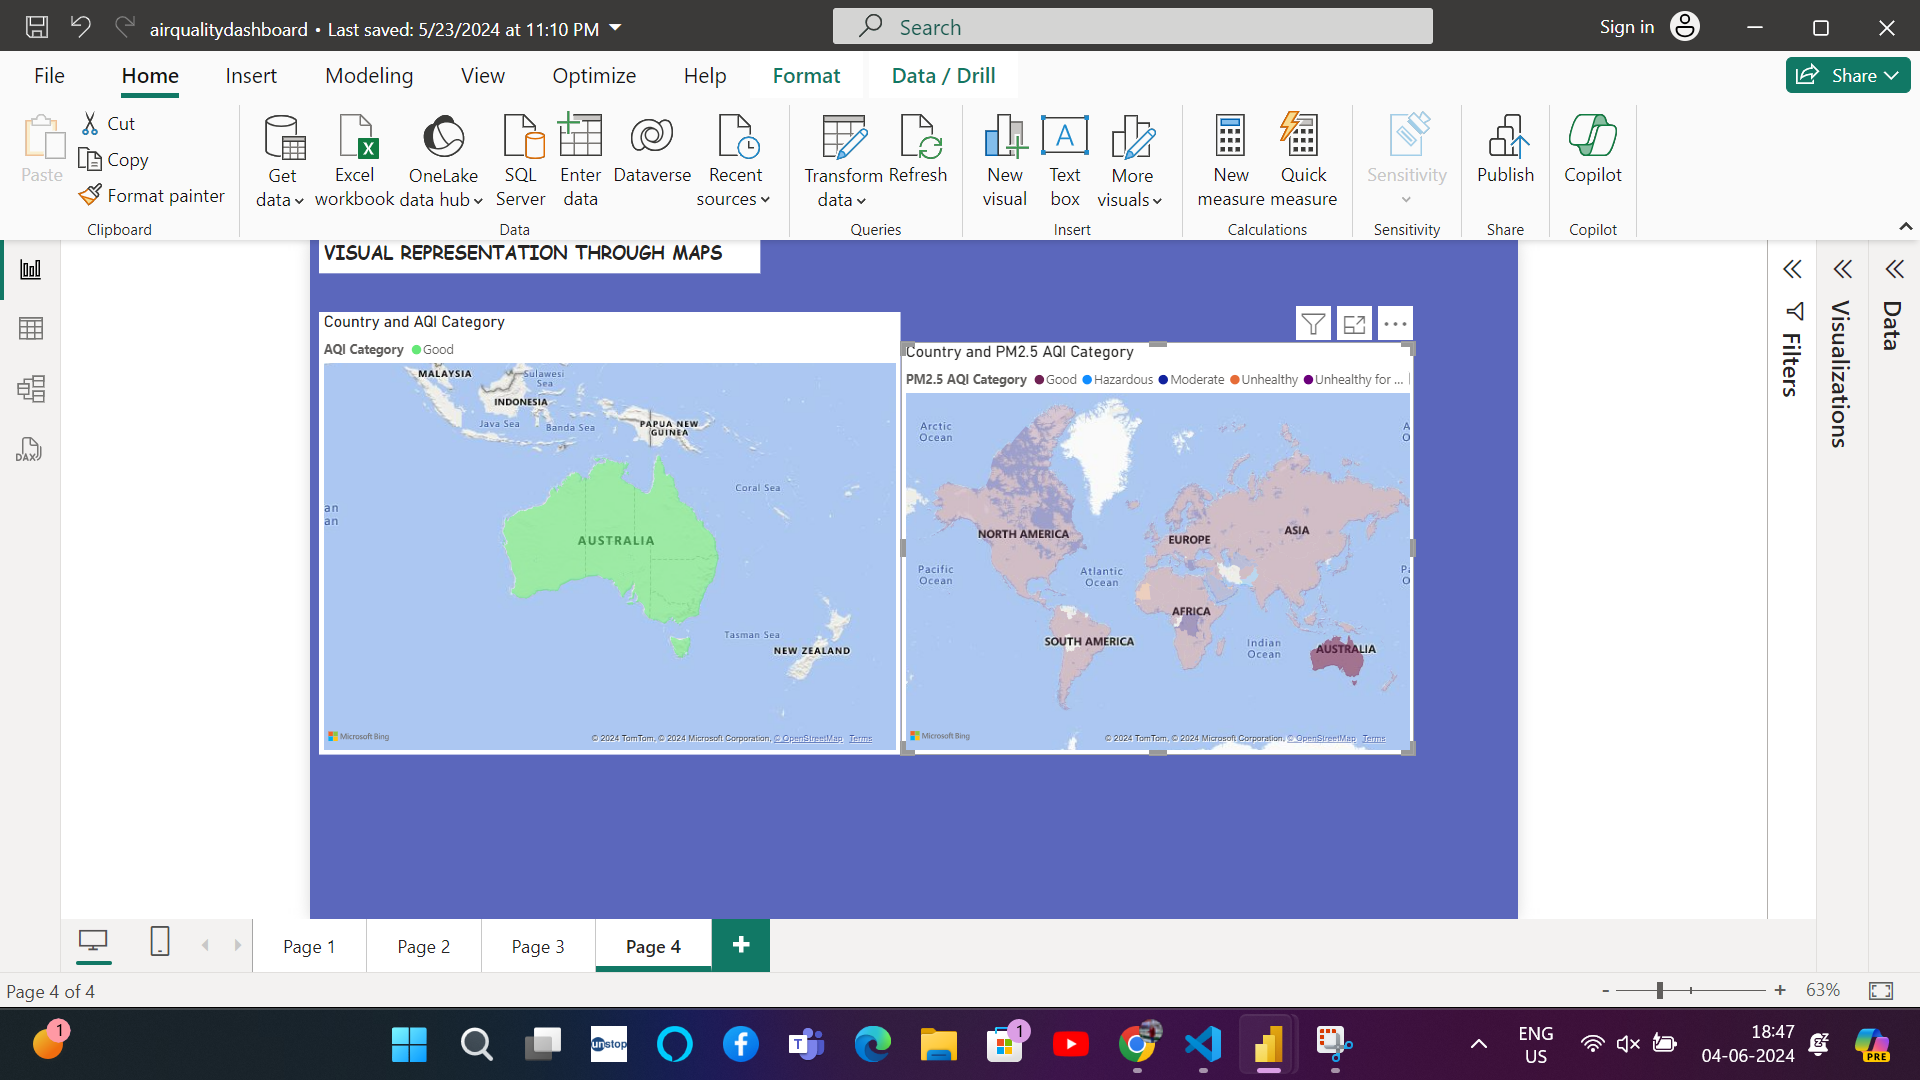 airqualitydashboard • Last saved: 5/23/2024 at 11:10 PM
Search
Sign in
File Home Insert Modeling View Optimize Help Format Data / Drill
Share
Paste
Cut
Copy
Format painter
Clipboard
Get data
Excel workbook
OneLake data hub
SQL Server
Enter data
Dataverse
Recent sources
Data
Transform data
Refresh
Queries
New visual
Text box
More visuals
Insert
New measure
Quick measure
Calculations
Sensitivity
Sensitivity
Publish
Share
Copilot
Copilot
DAX
VISUAL REPRESENTATION THROUGH MAPS
Country and AQI Category
AQI Category Good
MALAYSIA
Sulawesi Sea
INDONESIA
Java Sea
Banda Sea
PAPUA NEW GUINEA
Coral Sea
an
an
AUSTRALIA
Tasman Sea
NEW ZEALAND
Microsoft Bing
© 2024 TomTom, © 2024 Microsoft Corporation, © OpenStreetMap Terms
Country and PM2.5 AQI Category
PM2.5 AQI Category Good Hazardous Moderate Unhealthy Unhealthy for ...
Arctic Ocean
A
O
NORTH AMERICA
EUROPE
ASIA
Pacific Ocean
Atlantic Ocean
P
O
AFRICA
SOUTH AMERICA
Indian Ocean
AUSTRALIA
Microsoft Bing
© 2024 TomTom, © 2024 Microsoft Corporation, © OpenStreetMap Terms
Filters
Visualizations
Data
Page 1 Page 2 Page 3 Page 4 +
Page 4 of 4
- + 63%
1
unstop
T
1
ENG
US
18:47
04-06-2024
PRE